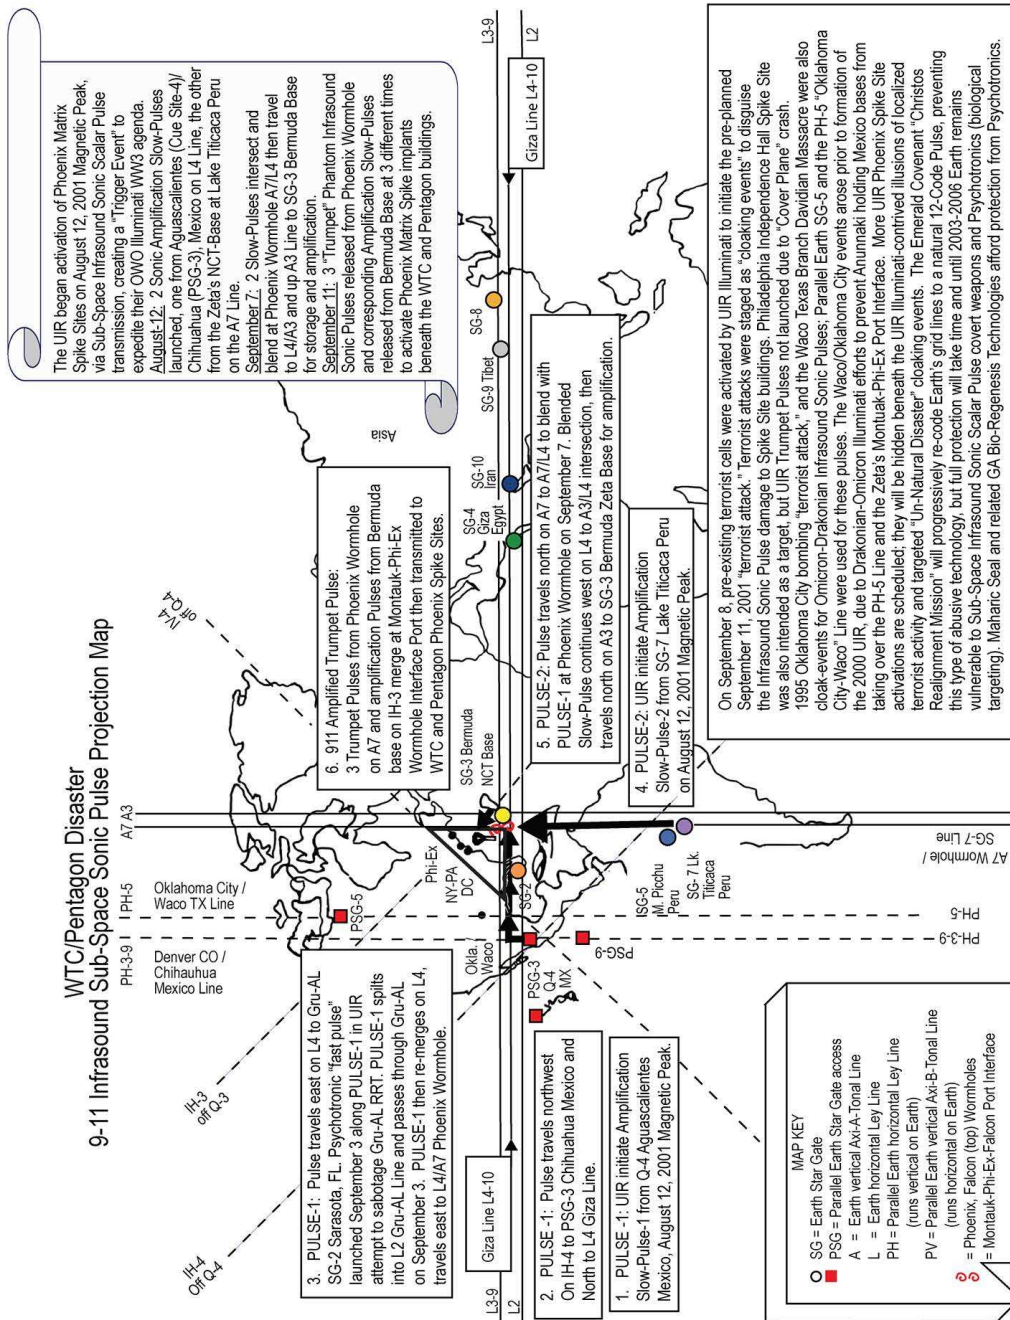 WTC/Pentagon Disaster
9-11 Infrasound Sub-Space Sonic Pulse Projection Map
The UIR began activation of Phoenix Matrix
Spike Sites on August 12, 2001 Magnetic Peak,
via Sub-Space Infrasound Sonic Scalar Pulse
transmission, creating a "Trigger Event" to
expedite their OWO Illuminati WW3 agenda.
August-12: 2 Sonic Amplification Slow-Pulses
launched, one from Aguascalientes (Cue Site-4)/
Chihuahua (PSG-3), Mexico on L4 Line, the other
from the Zeta's NCT-Base at Lake Titicaca Peru
on the A7 Line.
September 7: 2 Slow-Pulses intersect and
blend at Phoenix Wormhole A7/L4 then travel
to L4/A3 and up A3 Line to SG-3 Bermuda Base
for storage and amplification.
September 11: 3 "Trumpet" Phantom Infrasound
Sonic Pulses released from Phoenix Wormhole
and corresponding Amplification Slow-Pulses
released from Bermuda Base at 3 different times
to activate Phoenix Matrix Spike implants
beneath the WTC and Pentagon buildings.
IH-4
Off Q-4
IH-3
off Q-3
PH-3-9
PH-5
A7 A3
IV-4
off Q-4
Denver CO /
Chihauhua
Mexico Line
Oklahoma City /
Waco TX Line
Asia
3. PULSE-1: Pulse travels east on L4 to Gru-AL
SG-2 Sarasota, FL. Psychotronic "fast pulse"
launched September 3 along PULSE-1 in UIR
attempt to sabotage Gru-AL RRT. PULSE-1 spilts
into L2 Gru-AL Line and passes through Gru-AL
on September 3. PULSE-1 then re-merges on L4,
travels east to L4/A7 Phoenix Wormhole.
6. 911 Amplified Trumpet Pulse:
3 Trumpet Pulses from Phoenix Wormhole
on A7 and amplification Pulses from Bermuda
base on IH-3 merge at Montauk-Phi-Ex
Wormhole Interface Port then transmitted to
WTC and Pentagon Phoenix Spike Sites.
PSG-5
Phi-Ex
NY-PA
DC
SG-3 Bermuda
NCT Base
Okla.
Waco
SG-4
Giza
Egypt
SG-10
Iran
SG-9 Tibet
SG-8
Giza Line L4-10
L3-9
L2
L3-9
L2
Giza Line L4-10
SG-2
PSG-3
Q-4
MX
PSG-9
2. PULSE -1: Pulse travels northwest
On IH-4 to PSG-3 Chihauhua Mexico and
North to L4 Giza Line.
1. PULSE -1: UIR initiate Amplification
Slow-Pulse-1 from Q-4 Aguascalientes
Mexico, August 12, 2001 Magnetic Peak.
5. PULSE-2: Pulse travels north on A7 to A7/L4 to blend with
PULSE-1 at Phoenix Wormhole on September 7. Blended
Slow-Pulse continues west on L4 to A3/L4 intersection, then
travels north on A3 to SG-3 Bermuda Zeta Base for amplification.
4. PULSE-2: UIR initiate Amplification
Slow-Pulse-2 from SG-7 Lake Titicaca Peru
on August 12, 2001 Magnetic Peak.
SG-5
M. Picchu
Peru
SG- 7 Lk.
Titicaca
Peru
PH-3-9
PH-5
A7 Wormhole /
SG-7 Line
MAP KEY
SG = Earth Star Gate
PSG = Parallel Earth Star Gate access
A = Earth vertical Axi-A-Tonal Line
L = Earth horizontal Ley Line
PH = Parallel Earth horizontal Ley Line
(runs vertical on Earth)
PV = Parallel Earth vertical Axi-B-Tonal Line
(runs horizontal on Earth)
= Phoenix, Falcon (top) Wormholes
= Montauk-Phi-Ex-Falcon Port Interface
On September 8, pre-existing terrorist cells were activated by UIR Illuminati to initiate the pre-planned
September 11, 2001 "terrorist attack." Terrorist attacks were staged as "cloaking events" to disguise
the Infrasound Sonic Pulse damage to Spike Site buildings. Philadelphia Independence Hall Spike Site
was also intended as a target, but UIR Trumpet Pulses not launched due to "Cover Plane" crash.
1995 Oklahoma City bombing "terrorist attack," and the Waco Texas Branch Davidian Massacre were also
cloak-events for Omicron-Drakonian Infrasound Sonic Pulses; Parallel Earth SG-5 and the PH-5 "Oklahoma
City-Waco" Line were used for these pulses. The Waco/Oklahoma City events arose prior to formation of
the 2000 UIR, due to Drakonian-Omicron Illuminati efforts to prevent Anunnaki holding Mexico bases from
taking over the PH-5 Line and the Zeta's Montuak-Phi-Ex Port Interface. More UIR Phoenix Spike Site
activations are scheduled; they will be hidden beneath the UIR Illuminati-contrived illusions of localized
terrorist activity and targeted "Un-Natural Disaster" cloaking events. The Emerald Covenant "Christos
Realignment Mission" will progressively re-code Earth's grid lines to a natural 12-Code Pulse, preventing
this type of abusive technology, but full protection will take time and until 2003-2006 Earth remains
vulnerable to Sub-Space Infrasound Sonic Scalar Pulses covert weapons and Psychotronics (biological
targeting). Maharic Seal and related GA Bio-Regenesis Technologies afford protection from Psychotronics.